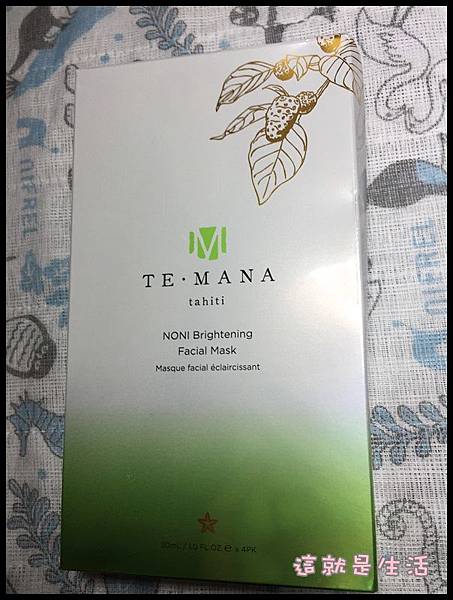 M
TE·MANA
tahiti
NONI Brightening
Facial Mask
Masque facial éclaircissant
30mL / 1.0 FL.OZ ℮ x 4PK
這就是生活